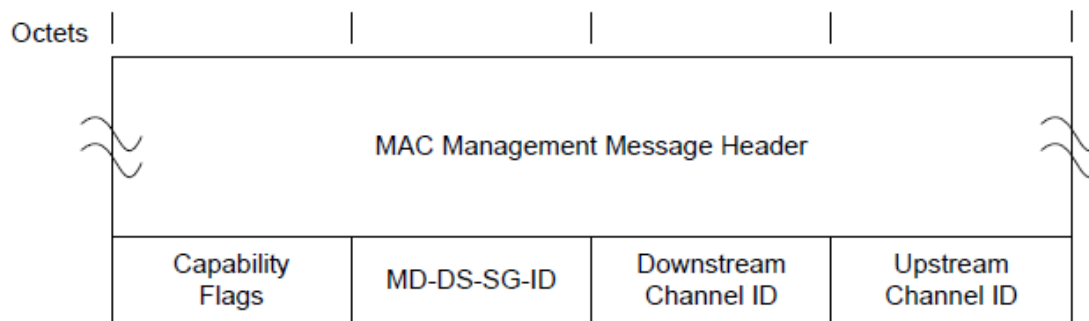 Octets
MAC Management Message Header
Capability
Flags
MD-DS-SG-ID
Downstream
Channel ID
Upstream
Channel ID